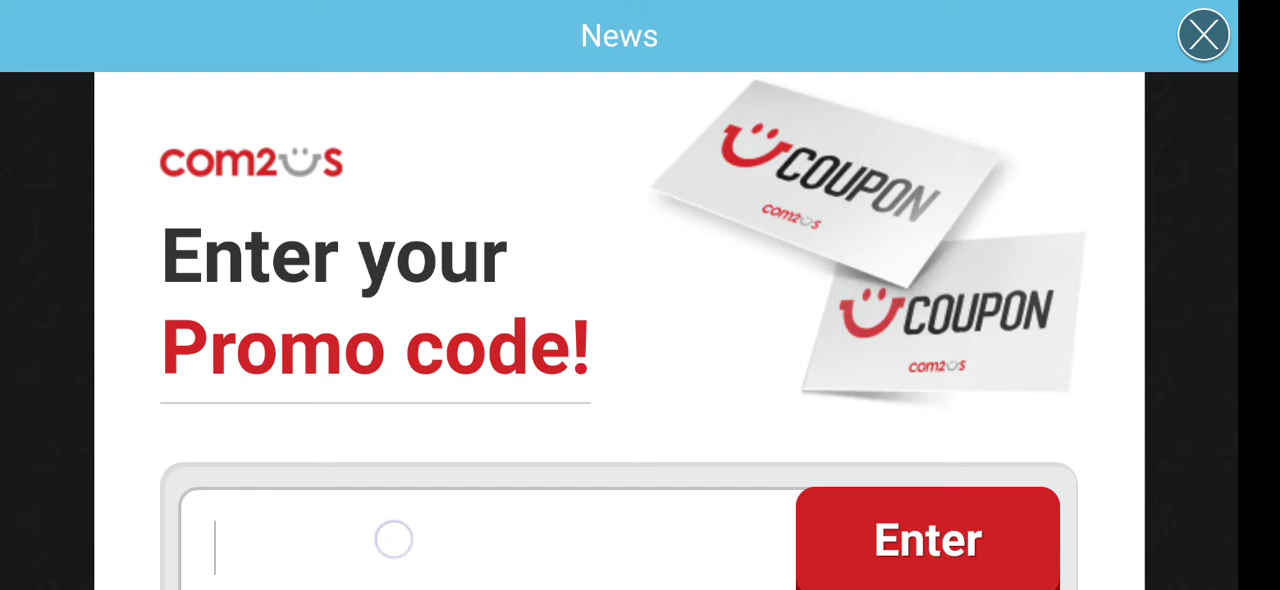 News
COUPON
com2us
com2us
Enter your
Promo code!
COUPON
com2us
Enter